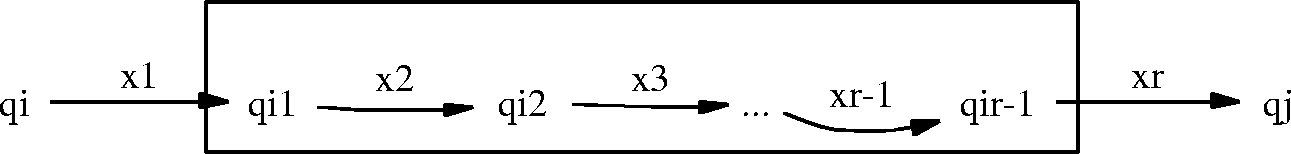 x1 x2 x3 xr-1 xr
qi qi1 qi2 ... qir-1 qj